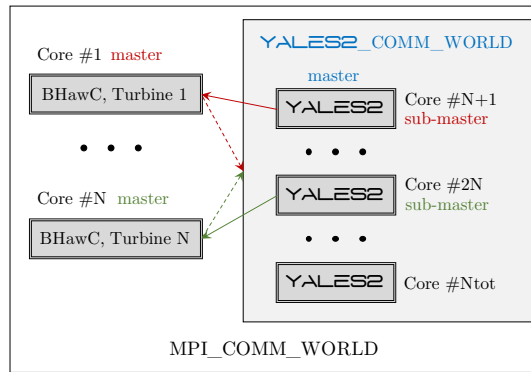 YALES2_COMM_WORLD
Core #1 master
BHawC, Turbine 1
master
YALES2
Core #N+1
sub-master
Core #N master
BHawC, Turbine N
YALES2
Core #2N
sub-master
YALES2
Core #Ntot
MPI_COMM_WORLD